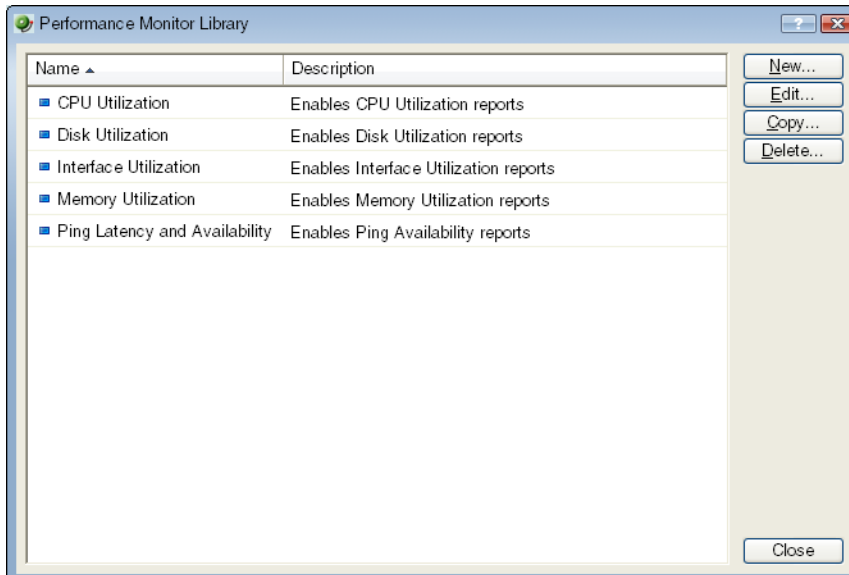 Performance Monitor Library
?
Name Description
New...
Edit...
Copy...
Delete...
CPU Utilization Enables CPU Utilization reports
Disk Utilization Enables Disk Utilization reports
Interface Utilization Enables Interface Utilization reports
Memory Utilization Enables Memory Utilization reports
Ping Latency and Availability Enables Ping Availability reports
Close